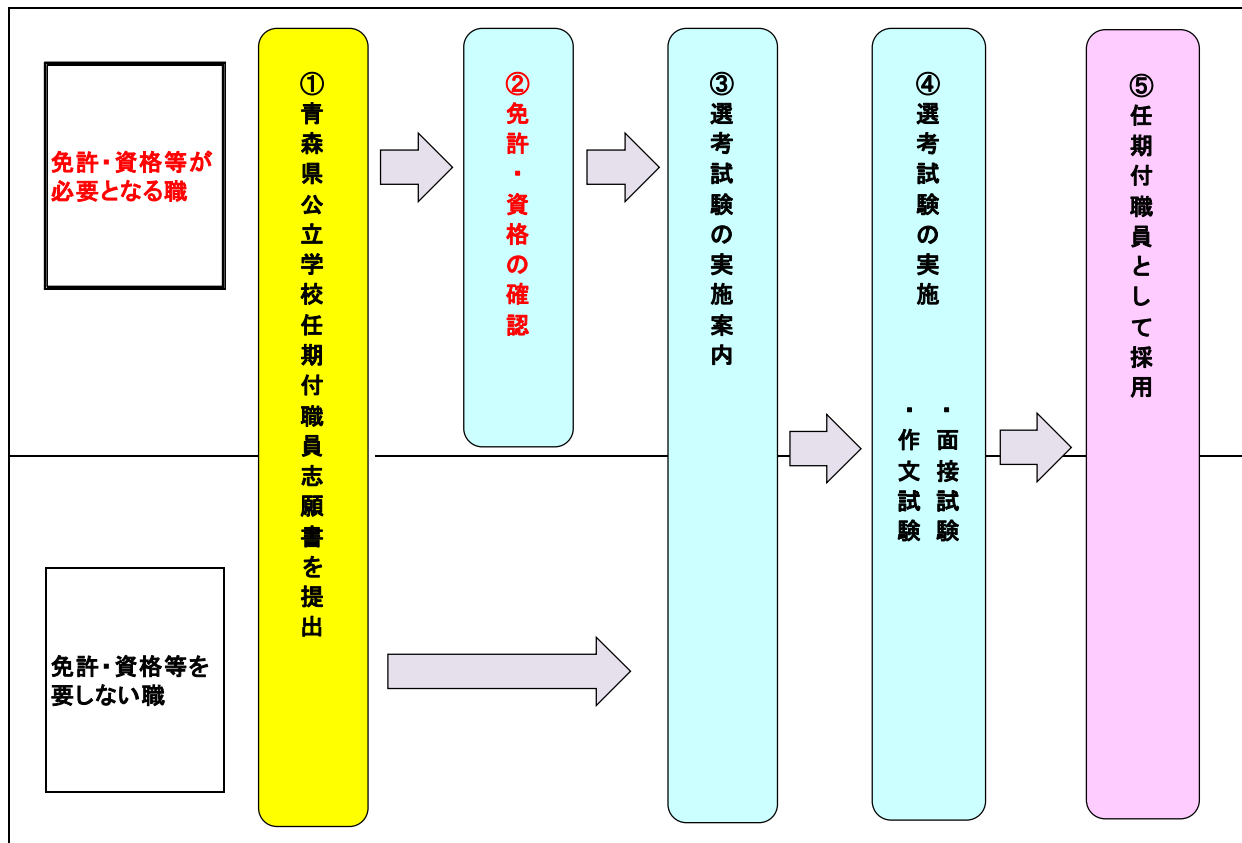 免許・資格等が
必要となる職
①青森県公立学校任期付職員志願書を提出
②免許・資格の確認
③選考試験の実施案内
④選考試験の実施
・面接試験
・作文試験
⑤任期付職員として採用
免許・資格等を
要しない職